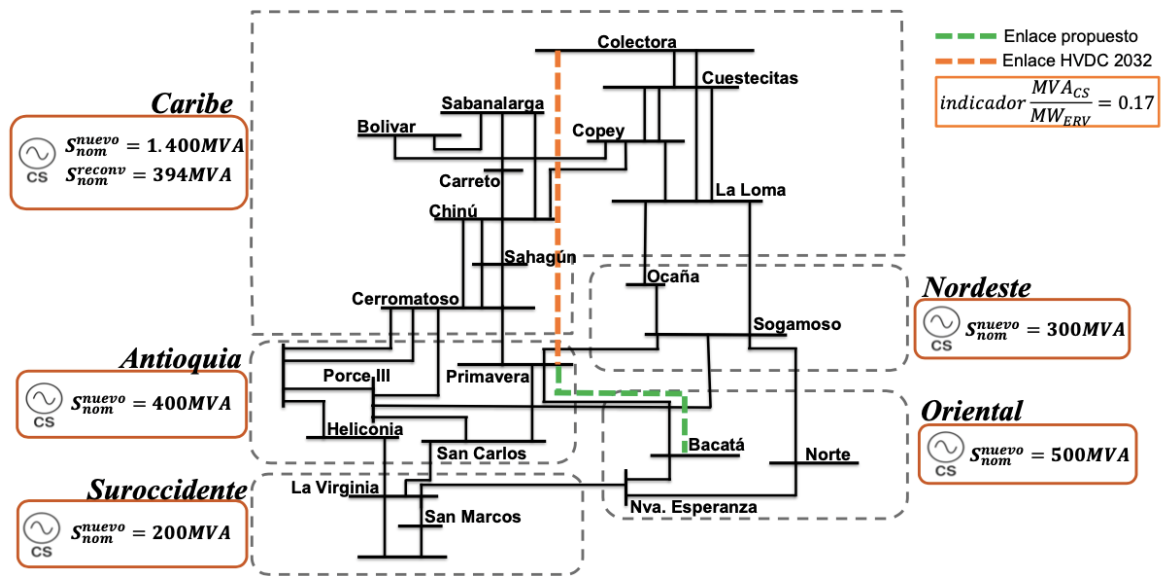 Colectora
Enlace propuesto
Enlace HVDC 2032
indicador MVA_CS / MW_ERV = 0.17
Cuestecitas
Caribe
S_nom^nuevo = 1.400MVA
S_nom^reconv = 394MVA
CS
Sabanalarga
Bolivar
Copey
Carreto
La Loma
Chinú
Sahagún
Ocaña
Cerromatoso
Nordeste
Sogamoso
S_nom^nuevo = 300MVA
CS
Antioquia
S_nom^nuevo = 400MVA
CS
Porce III
Primavera
Heliconia
San Carlos
Oriental
S_nom^nuevo = 500MVA
CS
Bacatá
Norte
Suroccidente
S_nom^nuevo = 200MVA
CS
La Virginia
San Marcos
Nva. Esperanza